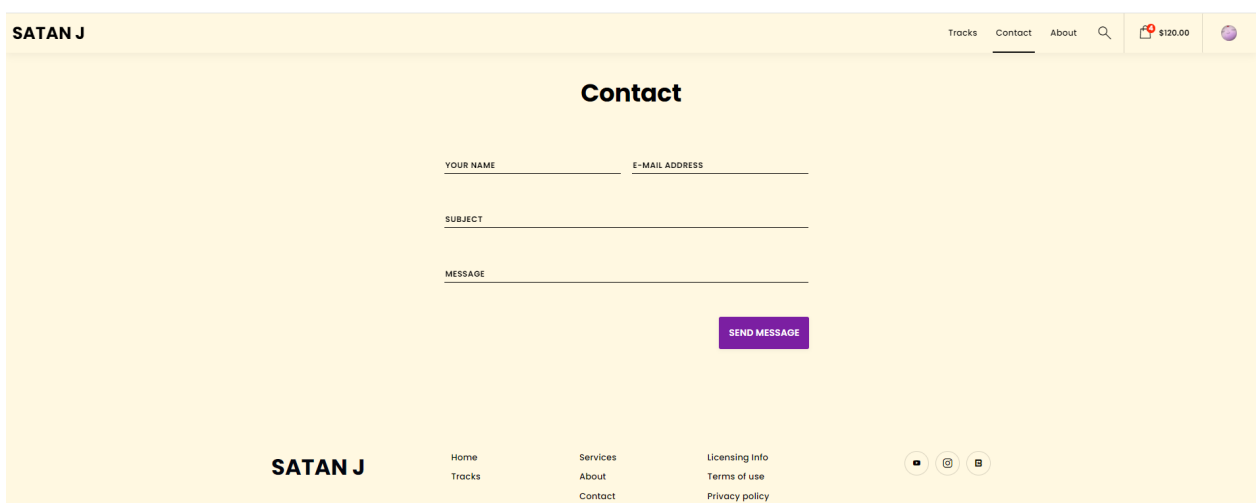 SATAN J
Tracks Contact About 4 $120.00
Contact
YOUR NAME E-MAIL ADDRESS
SUBJECT
MESSAGE
SEND MESSAGE
SATAN J
Home Services Licensing Info
Tracks About Terms of use
Contact Privacy policy